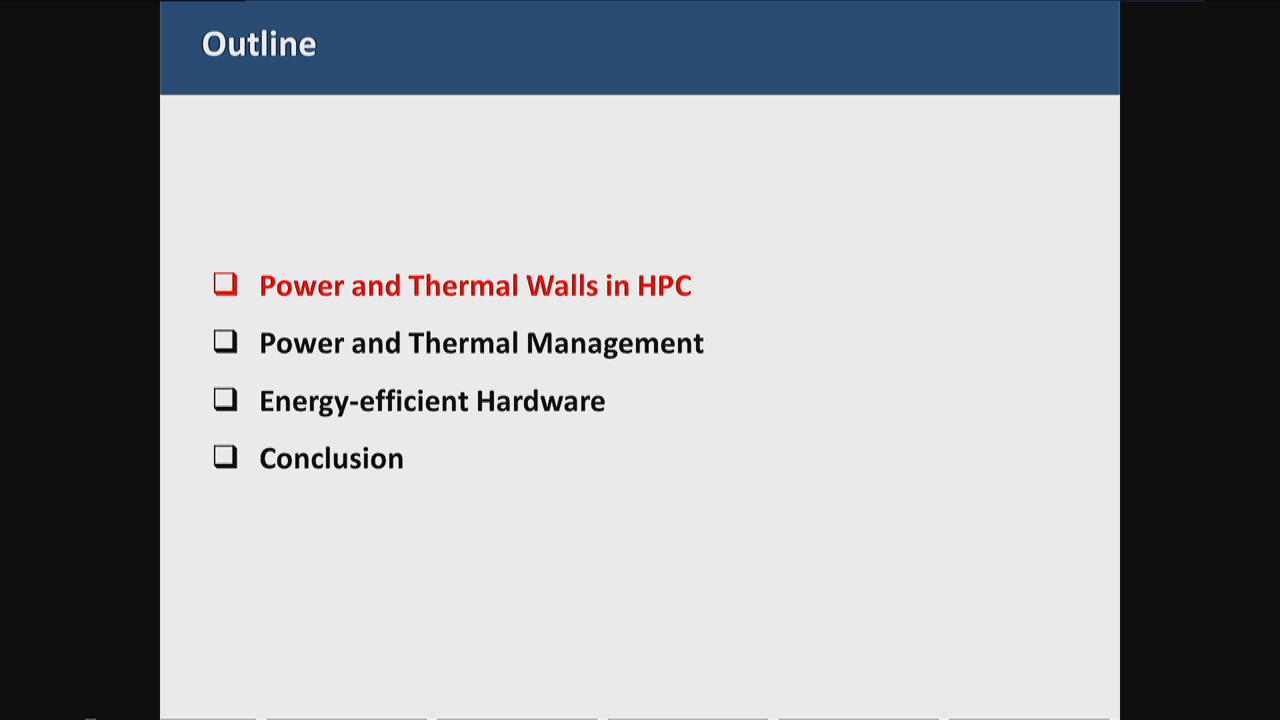 Outline
❑ Power and Thermal Walls in HPC
❑ Power and Thermal Management
❑ Energy-efficient Hardware
❑ Conclusion